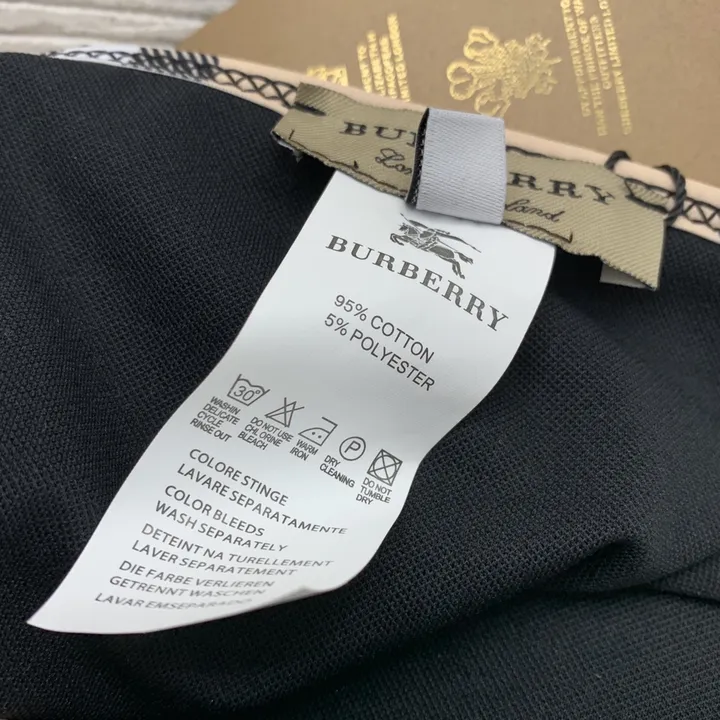 BURBERRY
BURBERRY
95% COTTON
5% POLYESTER
30°
P
WASHIN
DELICATE
CYCLE
RINSE OUT
DO NOT USE
CHLORINE
BLEACH
WARM
IRON
DRY
CLEANING
DO NOT
TUMBLE
DRY
COLORE STINGE
LAVARE SEPARATAMENTE
COLOR BLEEDS
WASH SEPARATELY
DETEINT NA TURELLEMENT
LAVER SEPARATEMENT
DIE FARBE VERLIEREN
GETRENNT WASCHEN
LAVAR EMSEPARADO